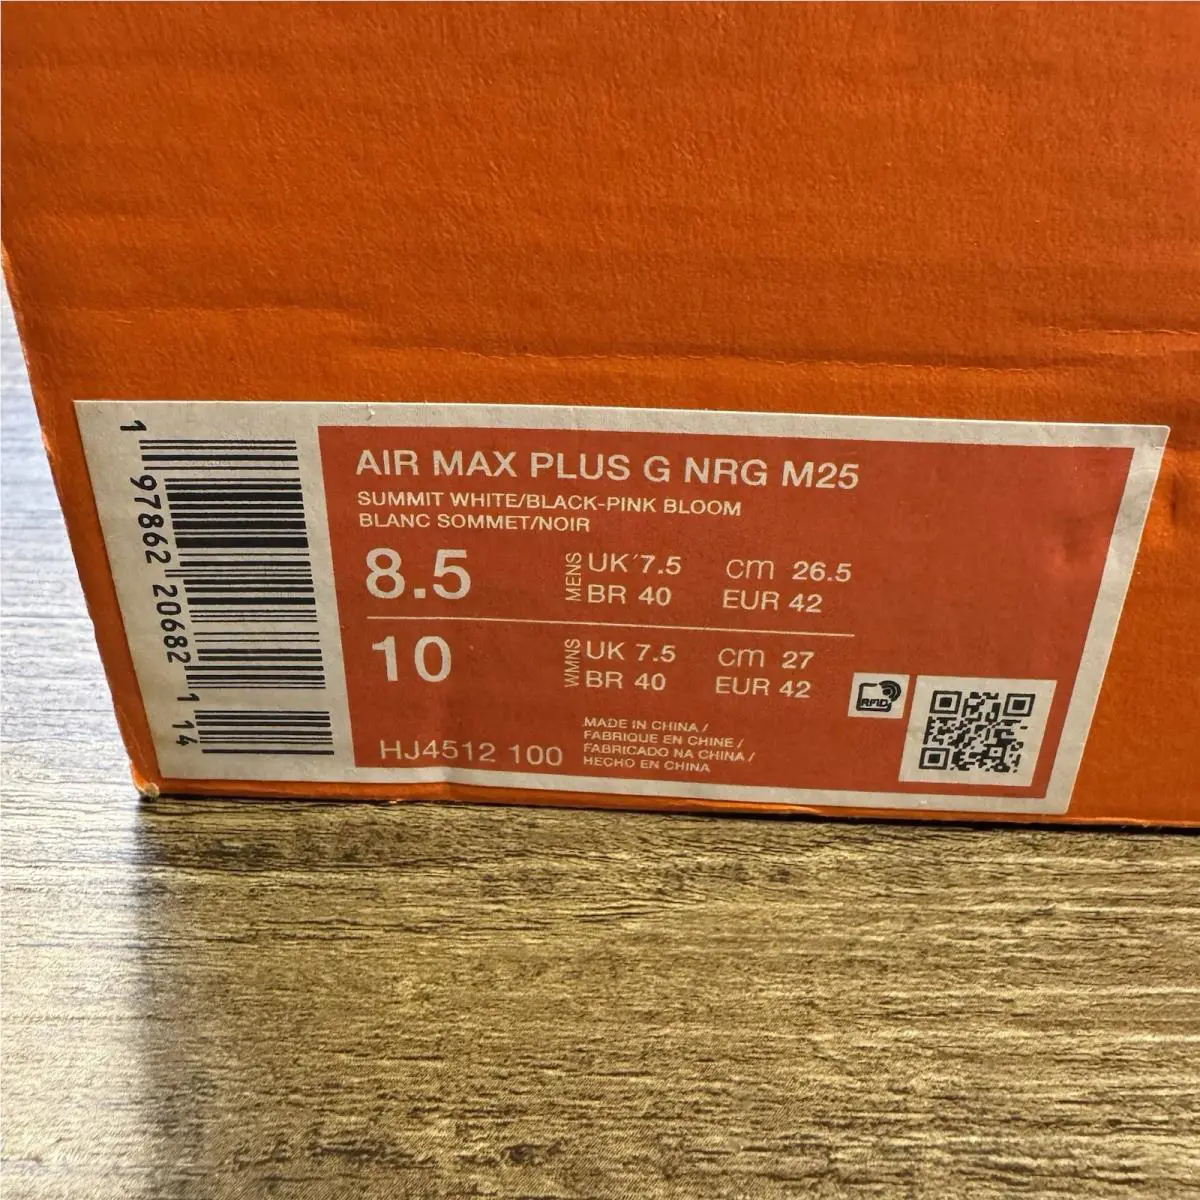 1 97862 20682 1 14
AIR MAX PLUS G NRG M25
SUMMIT WHITE/BLACK-PINK BLOOM
BLANC SOMMET/NOIR
8.5 MENS UK 7.5 cm 26.5
BR 40 EUR 42
10 WMNS UK 7.5 cm 27
BR 40 EUR 42
RFID
HJ4512 100
MADE IN CHINA /
FABRIQUE EN CHINE /
FABRICADO NA CHINA /
HECHO EN CHINA